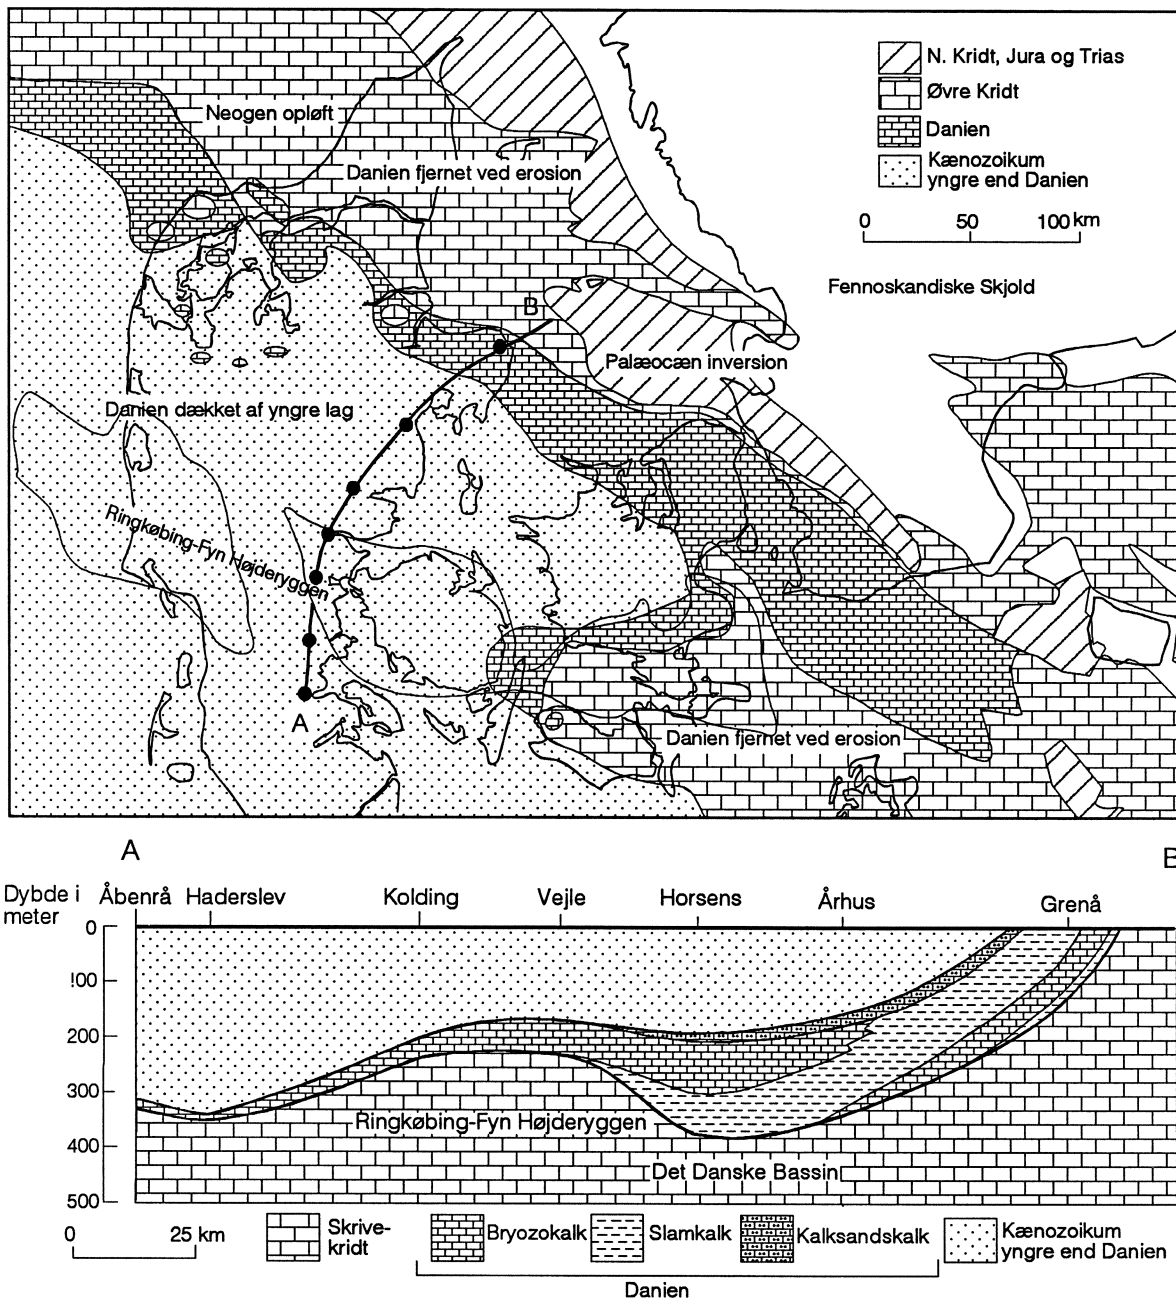 N. Kridt, Jura og Trias
Øvre Kridt
Danien
Kænozoikum
yngre end Danien
0 50 100 km
Neogen opløft
Danien fjernet ved erosion
Fennoskandiske Skjold
B
Palæocæn inversion
Danien dækket af yngre lag
Ringkøbing-Fyn Højderyggen
A
Danien fjernet ved erosion
A B
Dybde i
meter
Åbenrå Haderslev Kolding Vejle Horsens Århus Grenå
0
100
200
300
400
500
Ringkøbing-Fyn Højderyggen
Det Danske Bassin
0 25 km
Skrive-
kridt
Bryozokalk
Slamkalk
Kalksandskalk
Kænozoikum
yngre end Danien
Danien